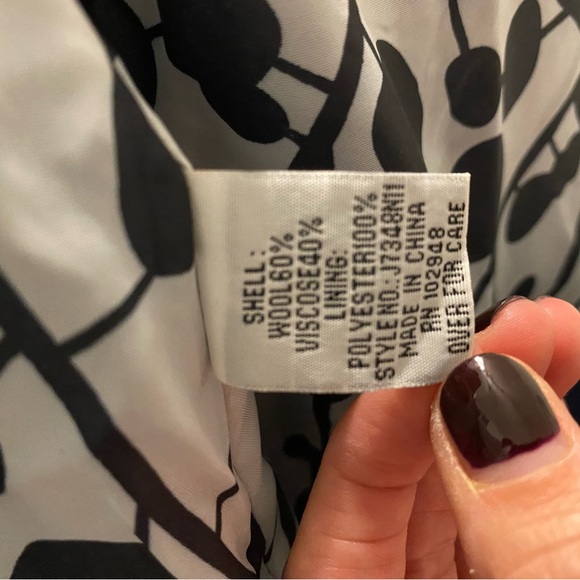 SHELL:
WOOL60%
VISCOSE40%
LINING:
POLYESTER100%
STYLE NO.: J7348N11
MADE IN CHINA
RN 102948
OVER FOR CARE